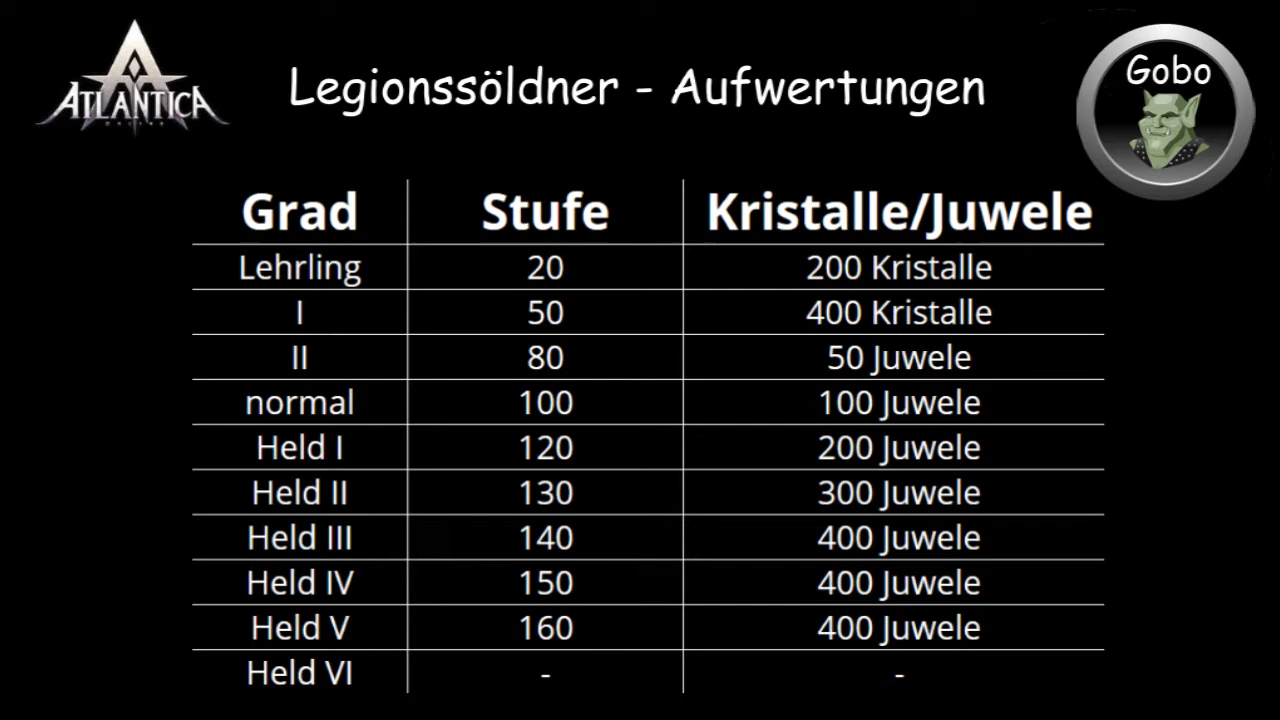 ATLANTICA
ONLINE
Legionssöldner - Aufwertungen
Gobo
Grad Stufe Kristalle/Juwele
Lehrling 20 200 Kristalle
I 50 400 Kristalle
II 80 50 Juwele
normal 100 100 Juwele
Held I 120 200 Juwele
Held II 130 300 Juwele
Held III 140 400 Juwele
Held IV 150 400 Juwele
Held V 160 400 Juwele
Held VI - -